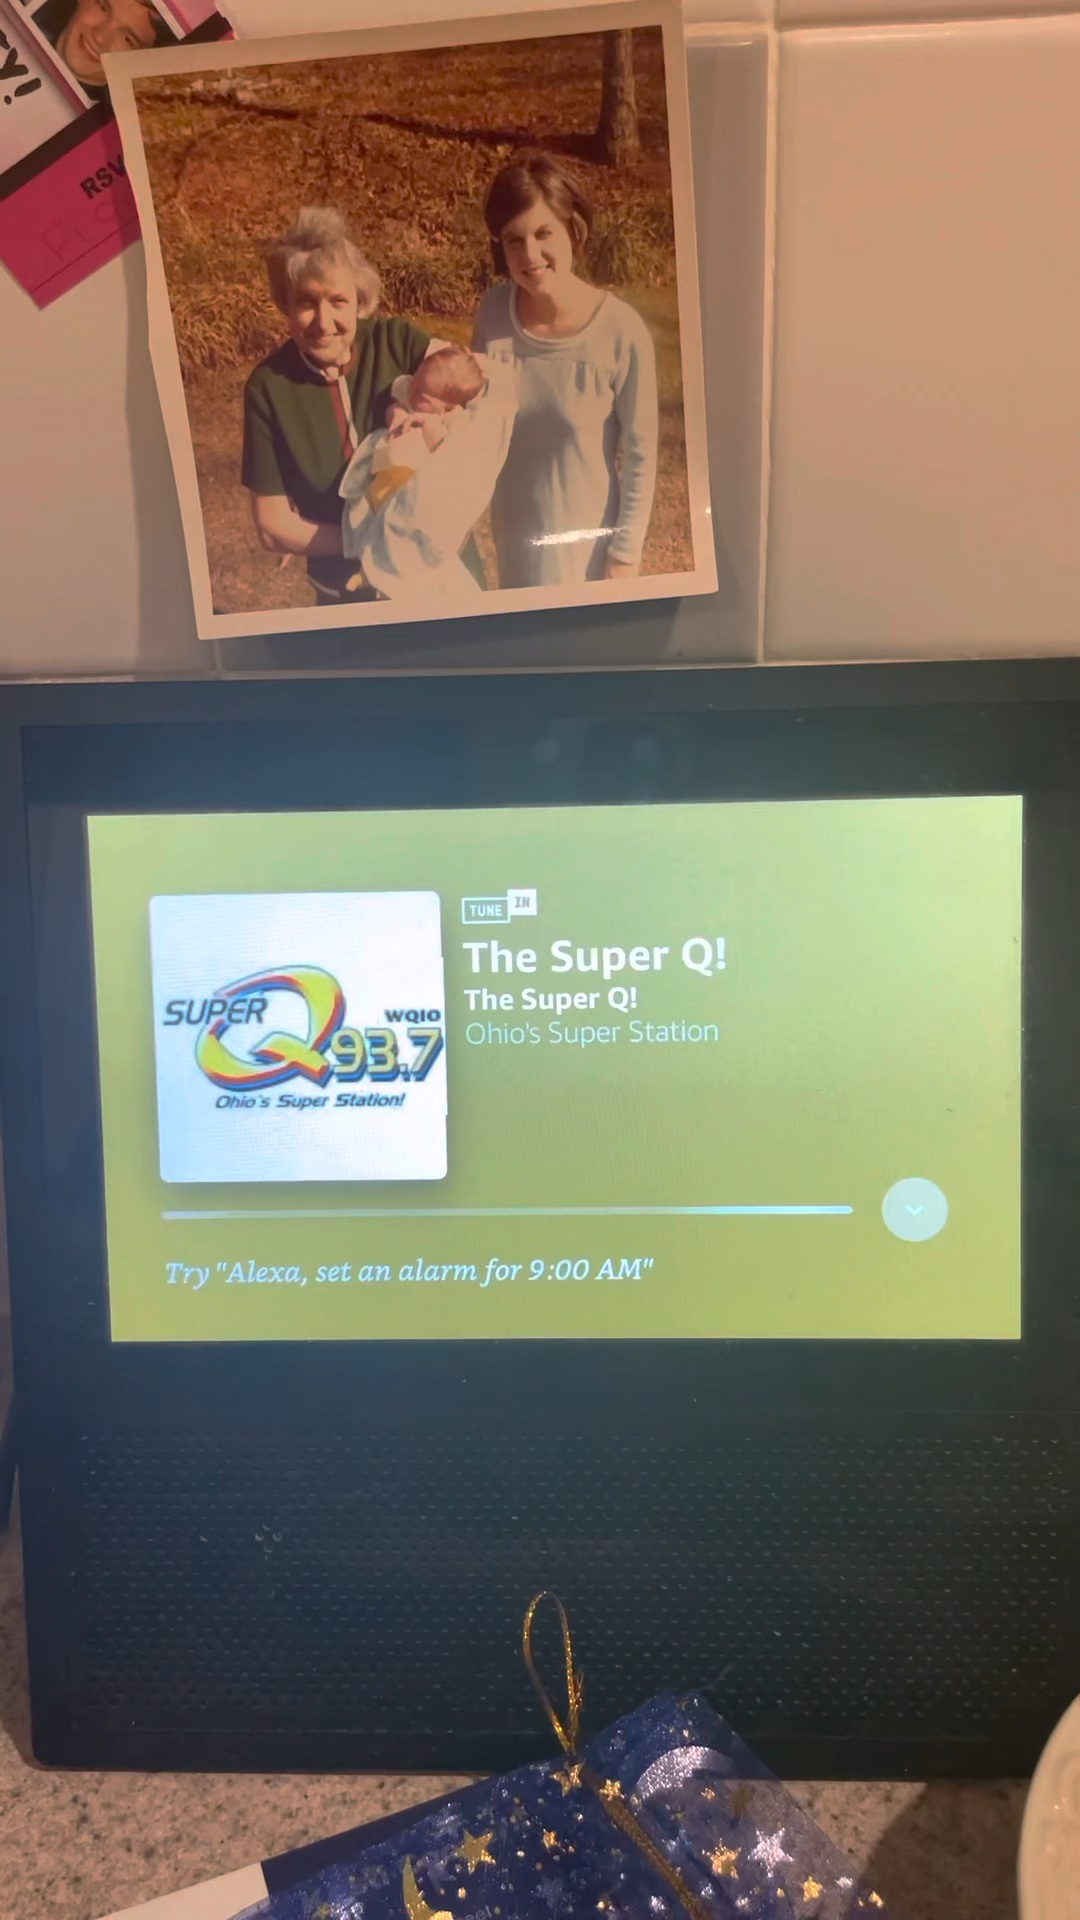 y!
RSV
TUNE IN
The Super Q!
The Super Q!
Ohio's Super Station
SUPER Q 93.7
WQIO
Ohio's Super Station!
Try "Alexa, set an alarm for 9:00 AM"